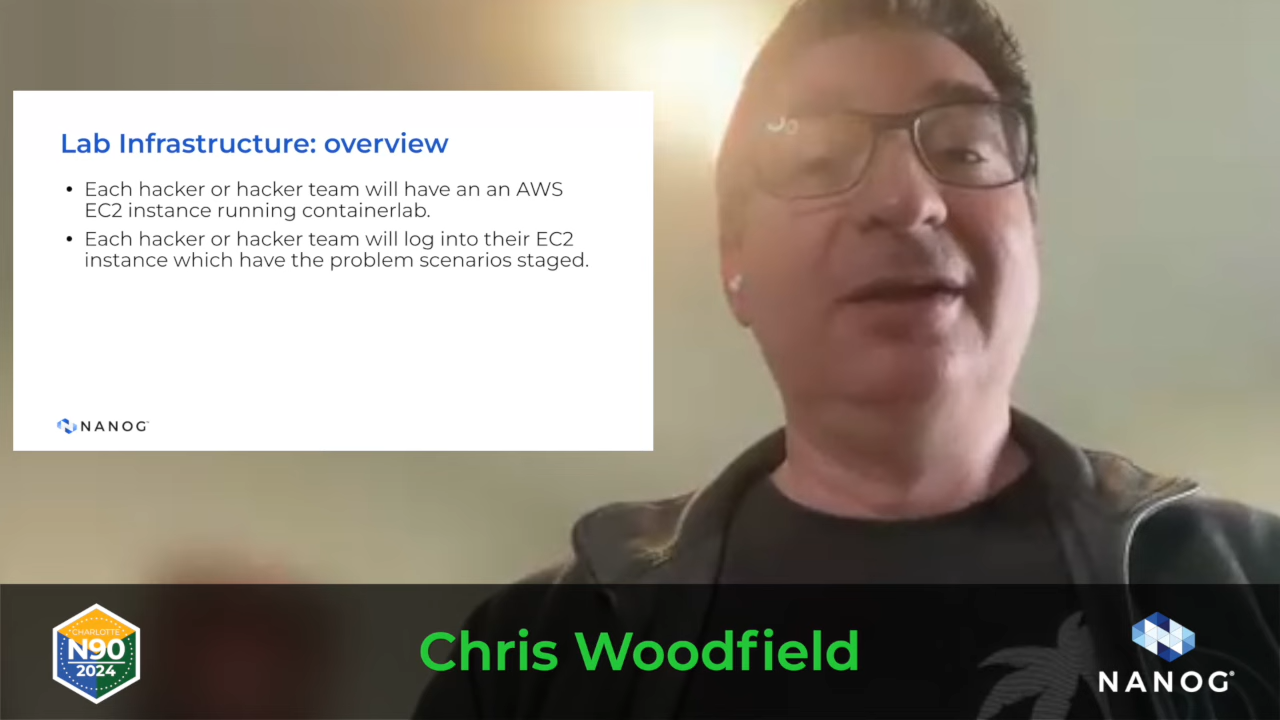 Lab Infrastructure: overview
• Each hacker or hacker team will have an an AWS
EC2 instance running containerlab.
• Each hacker or hacker team will log into their EC2
instance which have the problem scenarios staged.
NANOG
CHARLOTTE
N90
2024
Chris Woodfield
NANOG®